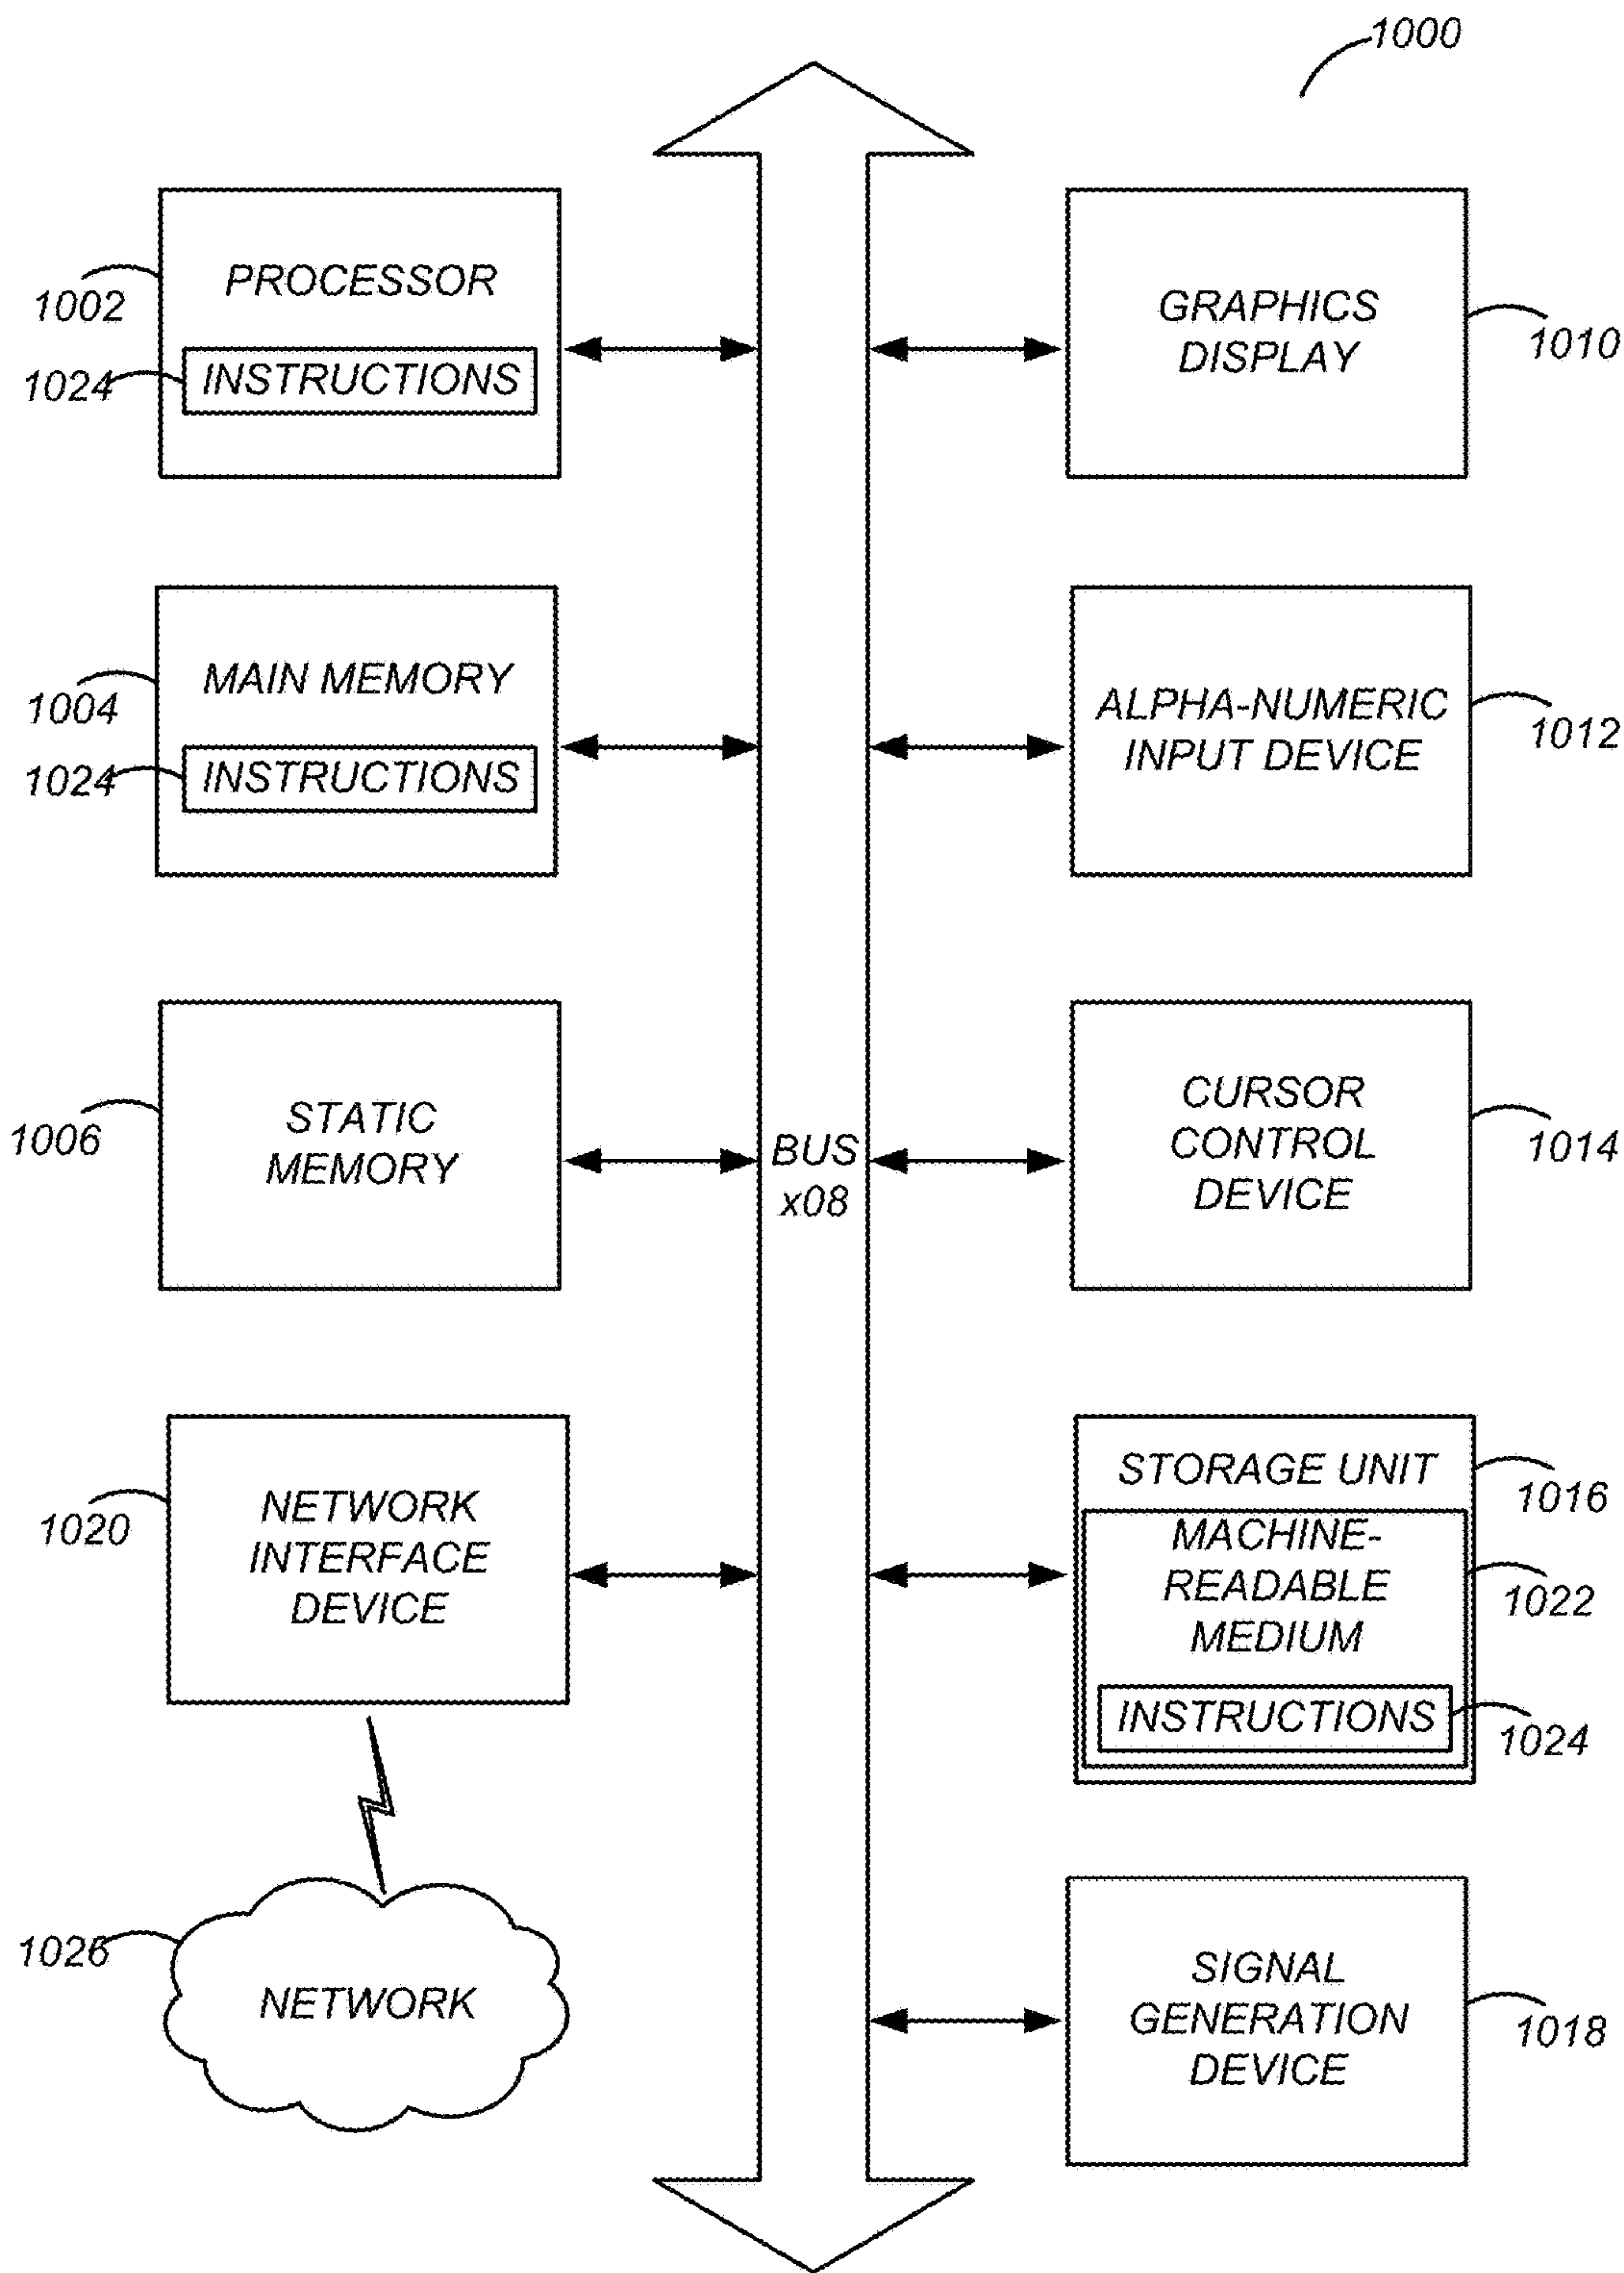 1000
PROCESSOR
1002
1024
INSTRUCTIONS
GRAPHICS
DISPLAY
1010
MAIN MEMORY
1004
1024
INSTRUCTIONS
ALPHA-NUMERIC
INPUT DEVICE
1012
STATIC
MEMORY
1006
BUS
x08
CURSOR
CONTROL
DEVICE
1014
NETWORK
INTERFACE
DEVICE
1020
STORAGE UNIT
1016
MACHINE-
READABLE
MEDIUM
1022
INSTRUCTIONS
1024
1026
NETWORK
SIGNAL
GENERATION
DEVICE
1018